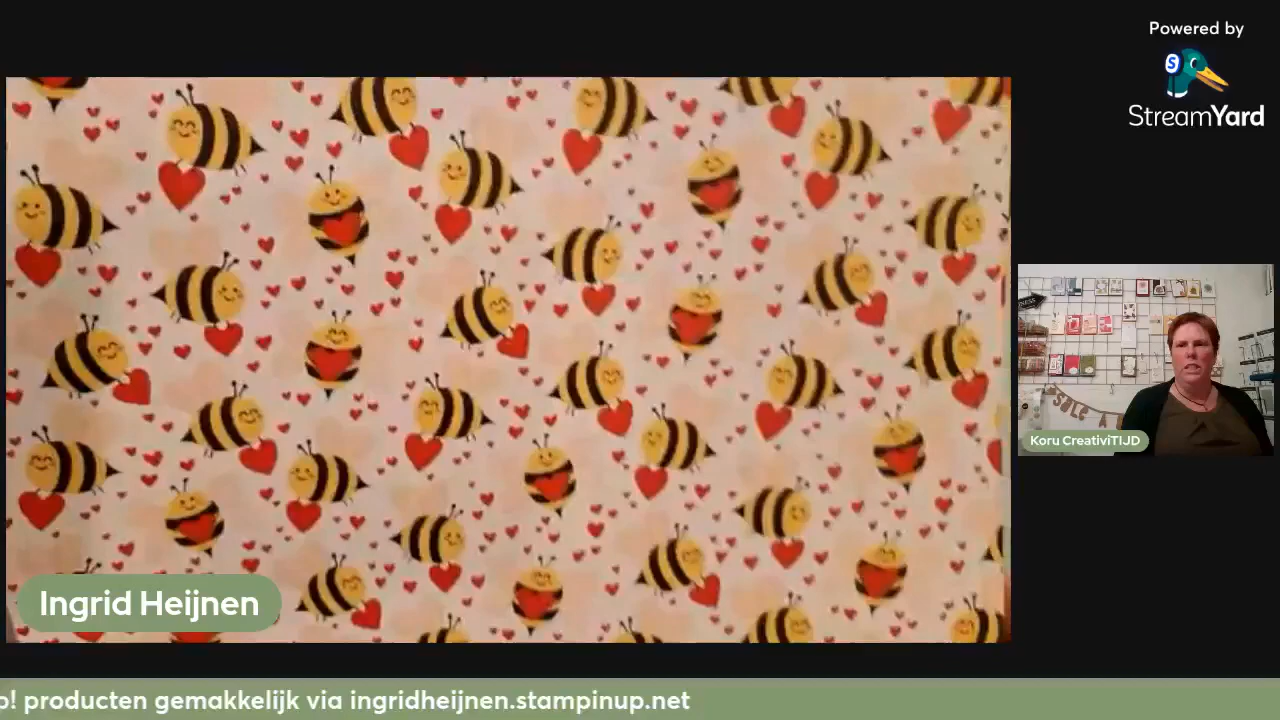 Powered by
S
StreamYard
Koru CreativiTIJD
Ingrid Heijnen
p! producten gemakkelijk via ingridheijnen.stampinup.net